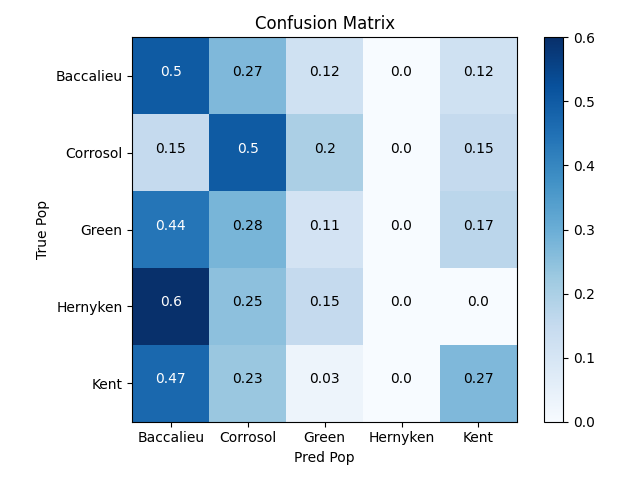 Confusion Matrix
True Pop
Baccalieu 0.5 0.27 0.12 0.0 0.12
Corrosol 0.15 0.5 0.2 0.0 0.15
Green 0.44 0.28 0.11 0.0 0.17
Hernyken 0.6 0.25 0.15 0.0 0.0
Kent 0.47 0.23 0.03 0.0 0.27
Baccalieu Corrosol Green Hernyken Kent
Pred Pop
0.6
0.5
0.4
0.3
0.2
0.1
0.0